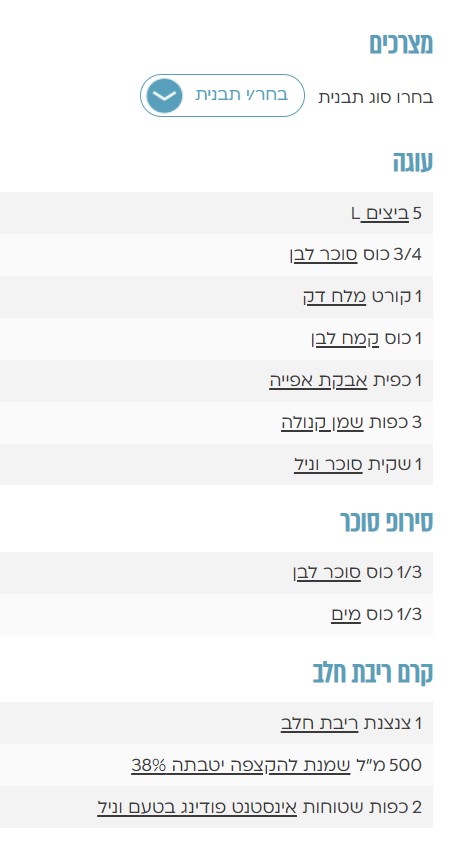 מצרכים
בחרו סוג תבנית בחר/י תבנית
עוגה
5 ביצים L
3/4 כוס סוכר לבן
1 קורט מלח דק
1 כוס קמח לבן
1 כפית אבקת אפייה
3 כפות שמן קנולה
1 שקית סוכר וניל
סירופ סוכר
1/3 כוס סוכר לבן
1/3 כוס מים
קרם ריבת חלב
1 צנצנת ריבת חלב
500 מ"ל שמנת להקצפה יטבתה 38%
2 כפות שטוחות אינסטנט פודינג בטעם וניל